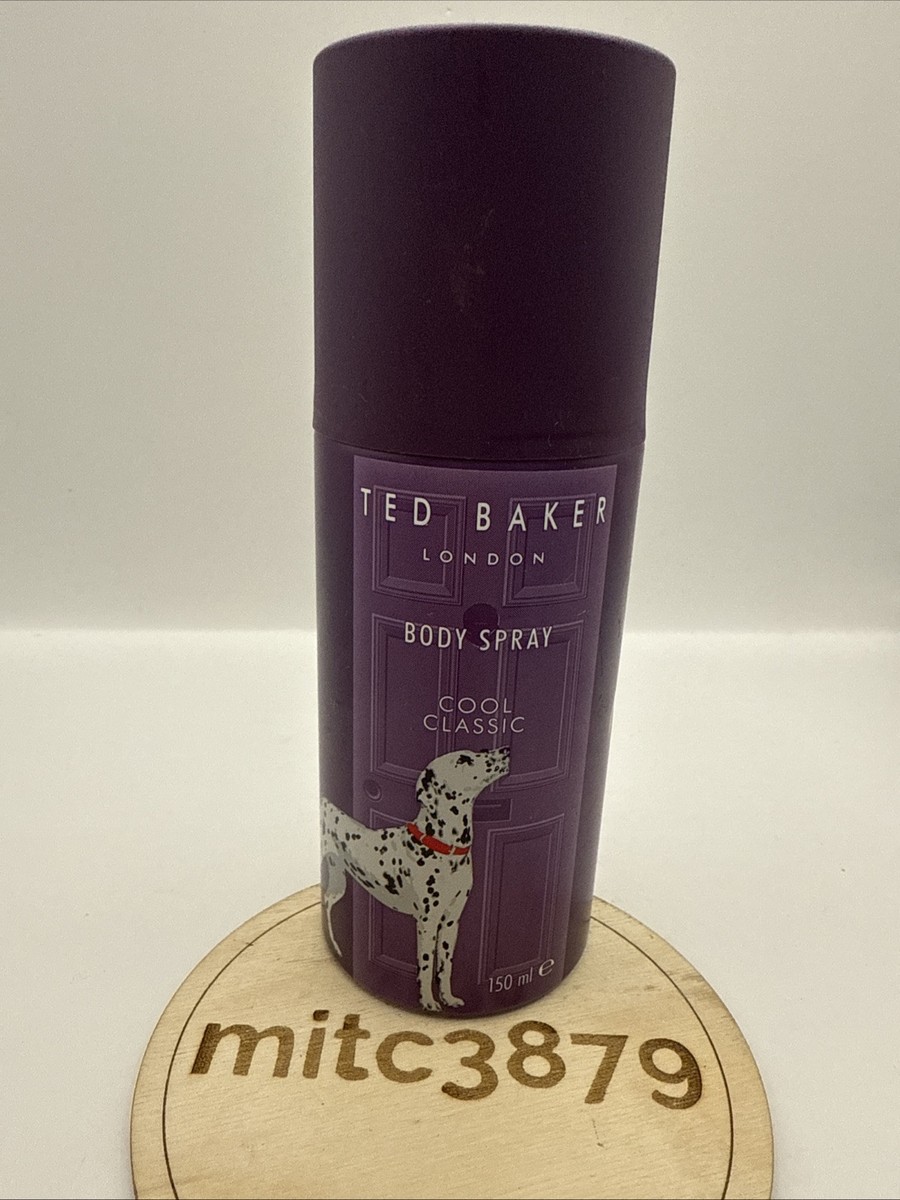 TED BAKER
LONDON
BODY SPRAY
COOL
CLASSIC
150 ml ℮
mitc3879